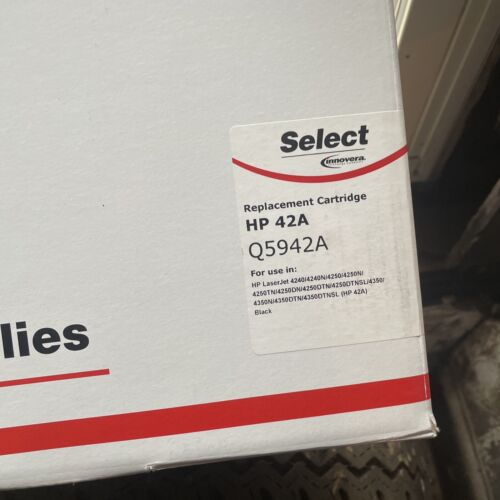 Select
innovera.
Replacement Cartridge
HP 42A
Q5942A
For use in:
HP LaserJet 4240/4240N/4250/4250N/
4250TN/4250DN/4250DTN/4250DTNSL/4350/
4350N/4350DTN/4350DTNSL (HP 42A)
Black
lies